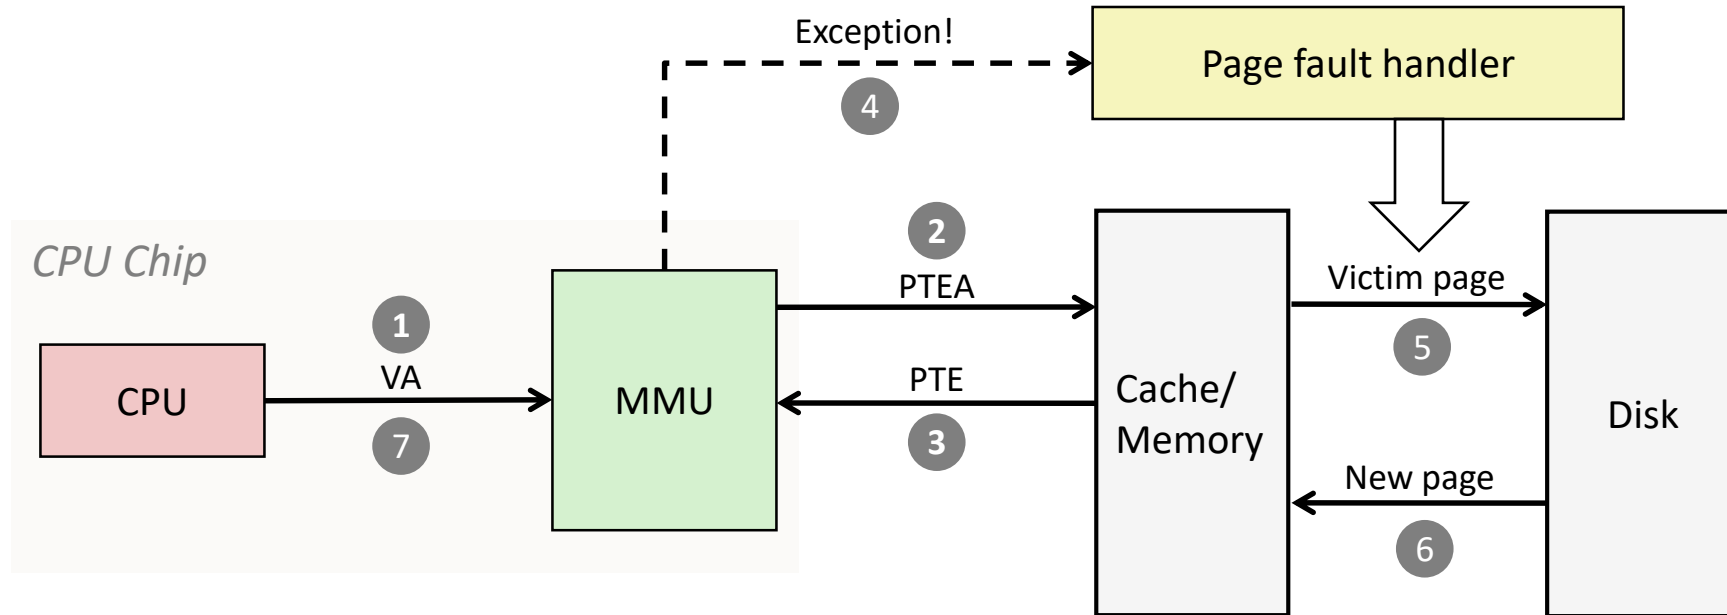 Exception!
4
Page fault handler
CPU Chip
2
PTEA
Victim page
5
1
VA
7
CPU
MMU
PTE
3
Cache/
Memory
Disk
New page
6